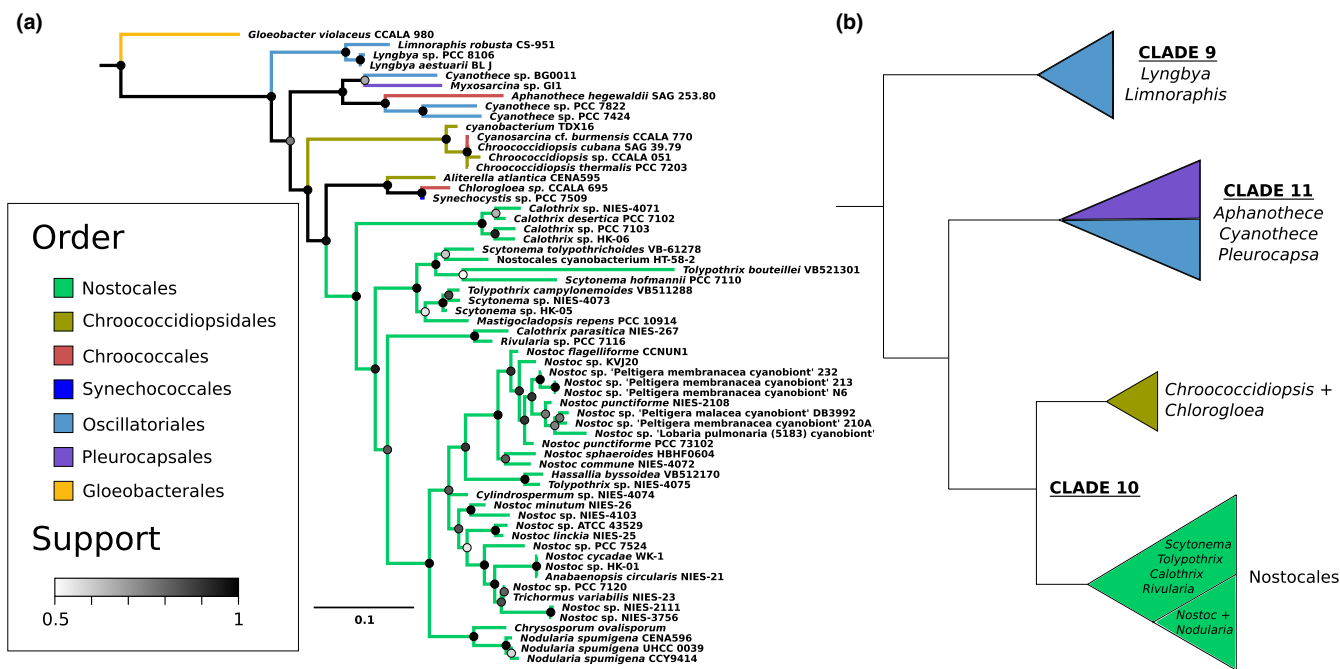 (a)
Gloeobacter violaceus CCALA 980
Limnoraphis robusta CS-951
Lyngbya sp. PCC 8106
Lyngbya aestuarii BL J
Cyanothece sp. BG0011
Myxosarcina sp. GI1
Aphanothece hegewaldii SAG 253.80
Cyanothece sp. PCC 7822
Cyanothece sp. PCC 7424
cyanobacterium TDX16
Cyanosarcina cf. burmensis CCALA 770
Chroococcidiopsis cubana SAG 39.79
Chroococcidiopsis sp. CCALA 051
Chroococcidiopsis thermalis PCC 7203
Aliterella atlantica CENA595
Chlorogloea sp. CCALA 695
Synechocystis sp. PCC 7509
Calothrix sp. NIES-4071
Calothrix desertica PCC 7102
Calothrix sp. PCC 7103
Calothrix sp. HK-06
Scytonema tolypothrichoides VB-61278
Nostocales cyanobacterium HT-58-2
Tolypothrix bouteillei VB521301
Scytonema hofmannii PCC 7110
Tolypothrix campylonemoides VB511288
Scytonema sp. NIES-4073
Scytonema sp. HK-05
Mastigocladopsis repens PCC 10914
Calothrix parasitica NIES-267
Rivularia sp. PCC 7116
Nostoc flagelliforme CCNUN1
Nostoc sp. KVJ20
Nostoc sp. 'Peltigera membranacea cyanobiont' 232
Nostoc sp. 'Peltigera membranacea cyanobiont' 213
Nostoc sp. 'Peltigera membranacea cyanobiont' N6
Nostoc punctiforme NIES-2108
Nostoc sp. 'Peltigera malacea cyanobiont' DB3992
Nostoc sp. 'Peltigera membranacea cyanobiont' 210A
Nostoc sp. 'Lobaria pulmonaria (5183) cyanobiont'
Nostoc punctiforme PCC 73102
Nostoc sphaeroides HBHF0604
Nostoc commune NIES-4072
Hassallia byssoidea VB512170
Tolypothrix sp. NIES-4075
Cylindrospermum sp. NIES-4074
Nostoc minutum NIES-26
Nostoc sp. NIES-4103
Nostoc sp. ATCC 43529
Nostoc linckia NIES-25
Nostoc sp. PCC 7524
Nostoc cycadae WK-1
Nostoc sp. HK-01
Anabaenopsis circularis NIES-21
Nostoc sp. PCC 7120
Trichormus variabilis NIES-23
Nostoc sp. NIES-2111
Nostoc sp. NIES-3756
Chrysosporum ovalisporum
Nodularia spumigena CENA596
Nodularia spumigena UHCC 0039
Nodularia spumigena CCY9414
0.1
Order
Nostocales
Chroococcidiopsidales
Chroococcales
Synechococcales
Oscillatoriales
Pleurocapsales
Gloeobacterales
Support
0.5
1
(b)
CLADE 9
Lyngbya
Limnoraphis
CLADE 11
Aphanothece
Cyanothece
Pleurocapsa
Chroococcidiopsis +
Chlorogloea
CLADE 10
Scytonema
Tolypothrix
Calothrix
Rivularia
Nostoc +
Nodularia
Nostocales